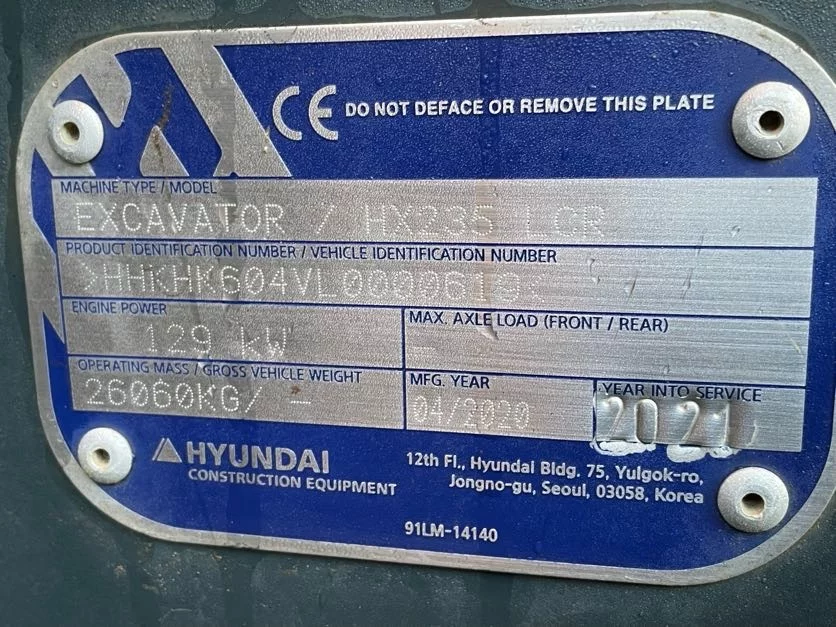 CE DO NOT DEFACE OR REMOVE THIS PLATE
MACHINE TYPE / MODEL
EXCAVATOR / HX235 LCR
PRODUCT IDENTIFICATION NUMBER / VEHICLE IDENTIFICATION NUMBER
ENGINE POWER
129 kW
MAX. AXLE LOAD (FRONT / REAR)
OPERATING MASS / GROSS VEHICLE WEIGHT
26060KG/ -
MFG. YEAR
04/2020
YEAR INTO SERVICE
2021
HYUNDAI
CONSTRUCTION EQUIPMENT
12th Fl., Hyundai Bldg. 75, Yulgok-ro,
Jongno-gu, Seoul, 03058, Korea
91LM-14140